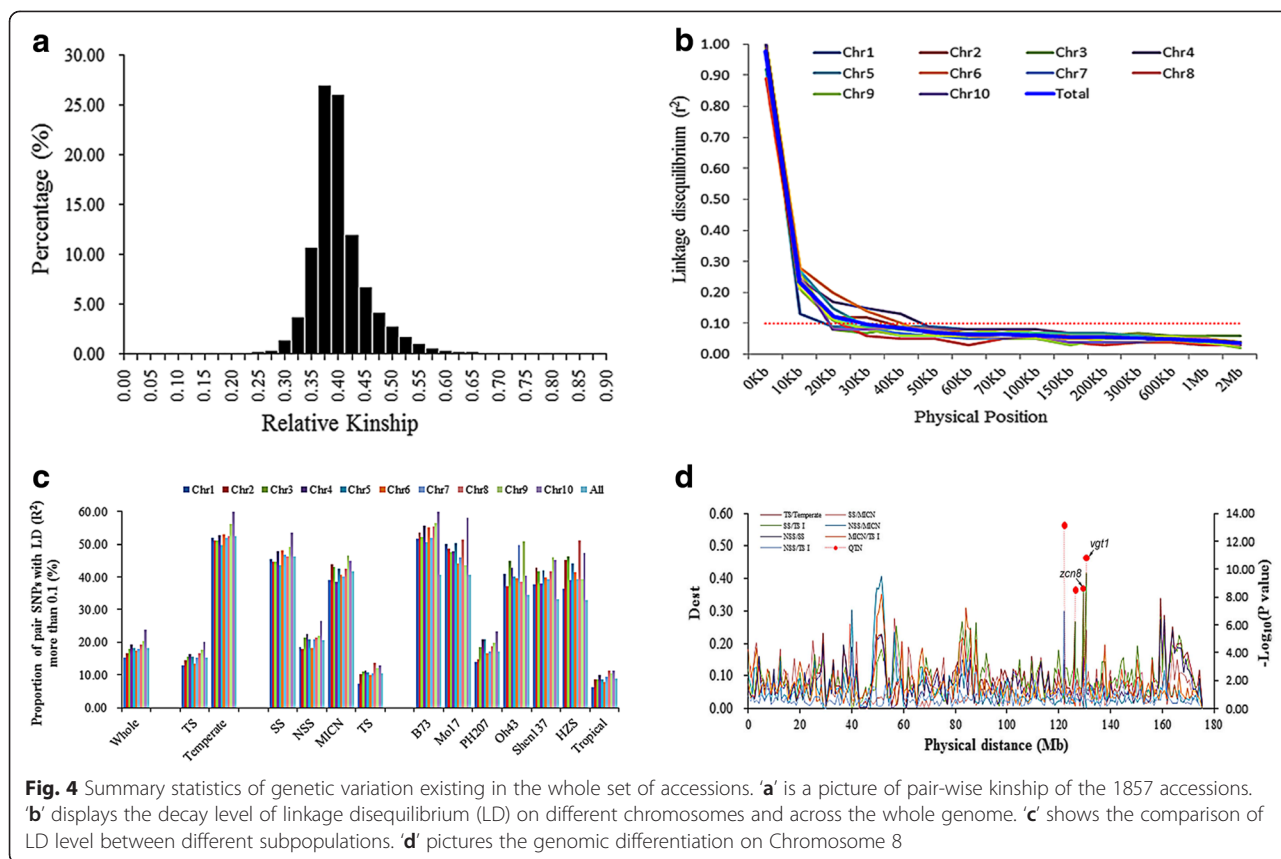 a
30.00
25.00
20.00
15.00
10.00
5.00
0.00
Percentage (%)
0.00
0.05
0.10
0.15
0.20
0.25
0.30
0.35
0.40
0.45
0.50
0.55
0.60
0.65
0.70
0.75
0.80
0.85
0.90
Relative Kinship
b
1.00
0.90
0.80
0.70
0.60
0.50
0.40
0.30
0.20
0.10
0.00
Linkage disequilibrium (r²)
Chr1 Chr2 Chr3 Chr4
Chr5 Chr6 Chr7 Chr8
Chr9 Chr10 Total
0Kb
10Kb
20Kb
30Kb
40Kb
50Kb
60Kb
70Kb
100Kb
150Kb
200Kb
300Kb
600Kb
1Mb
2Mb
Physical Position
c
Chr1 Chr2 Chr3 Chr4 Chr5 Chr6 Chr7 Chr8 Chr9 Chr10 All
60.00
50.00
40.00
30.00
20.00
10.00
0.00
Proportion of pair SNPs with LD (R²)
more than 0.1 (%)
Whole
TS
Temperate
SS
NSS
MICN
TS
B73
Mo17
PH207
Oh43
Shen137
HZS
Tropical
d
0.60
0.50
0.40
0.30
0.20
0.10
0.00
Dest
TS/Temperate SS/MICN
SS/TS I NSS/MICN
NSS/SS MICN/TS I
NSS/TS I QTN
vgt1
zcn8
14.00
12.00
10.00
8.00
6.00
4.00
2.00
0.00
-Log₁₀(P value)
0 20 40 60 80 100 120 140 160 180
Physical distance (Mb)
Fig. 4 Summary statistics of genetic variation existing in the whole set of accessions. 'a' is a picture of pair-wise kinship of the 1857 accessions.
'b' displays the decay level of linkage disequilibrium (LD) on different chromosomes and across the whole genome. 'c' shows the comparison of
LD level between different subpopulations. 'd' pictures the genomic differentiation on Chromosome 8